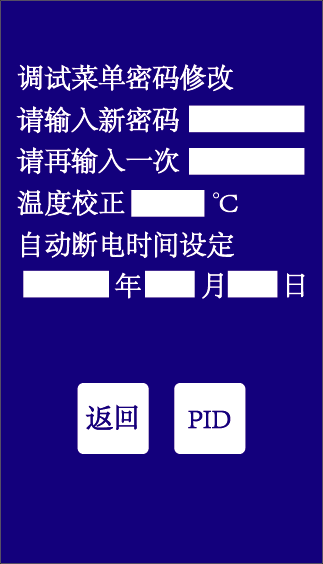 调试菜单密码修改
请输入新密码
请再输入一次
温度校正 ℃
自动断电时间设定
年 月 日
返回 PID